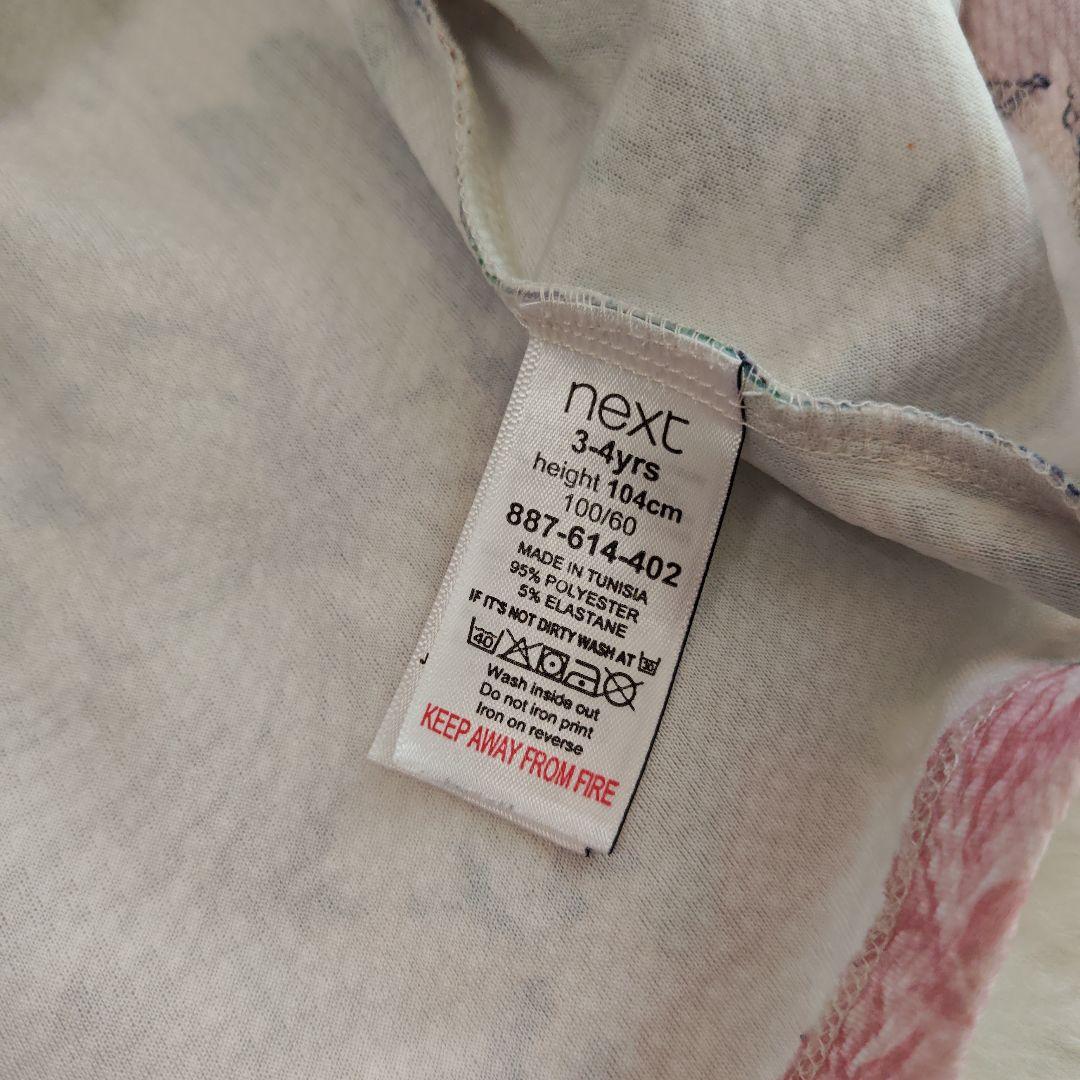 next
3-4yrs
height 104cm
100/60
887-614-402
MADE IN TUNISIA
95% POLYESTER
5% ELASTANE
IF IT'S NOT DIRTY WASH AT 30
40
Wash inside out
Do not iron print
Iron on reverse
KEEP AWAY FROM FIRE